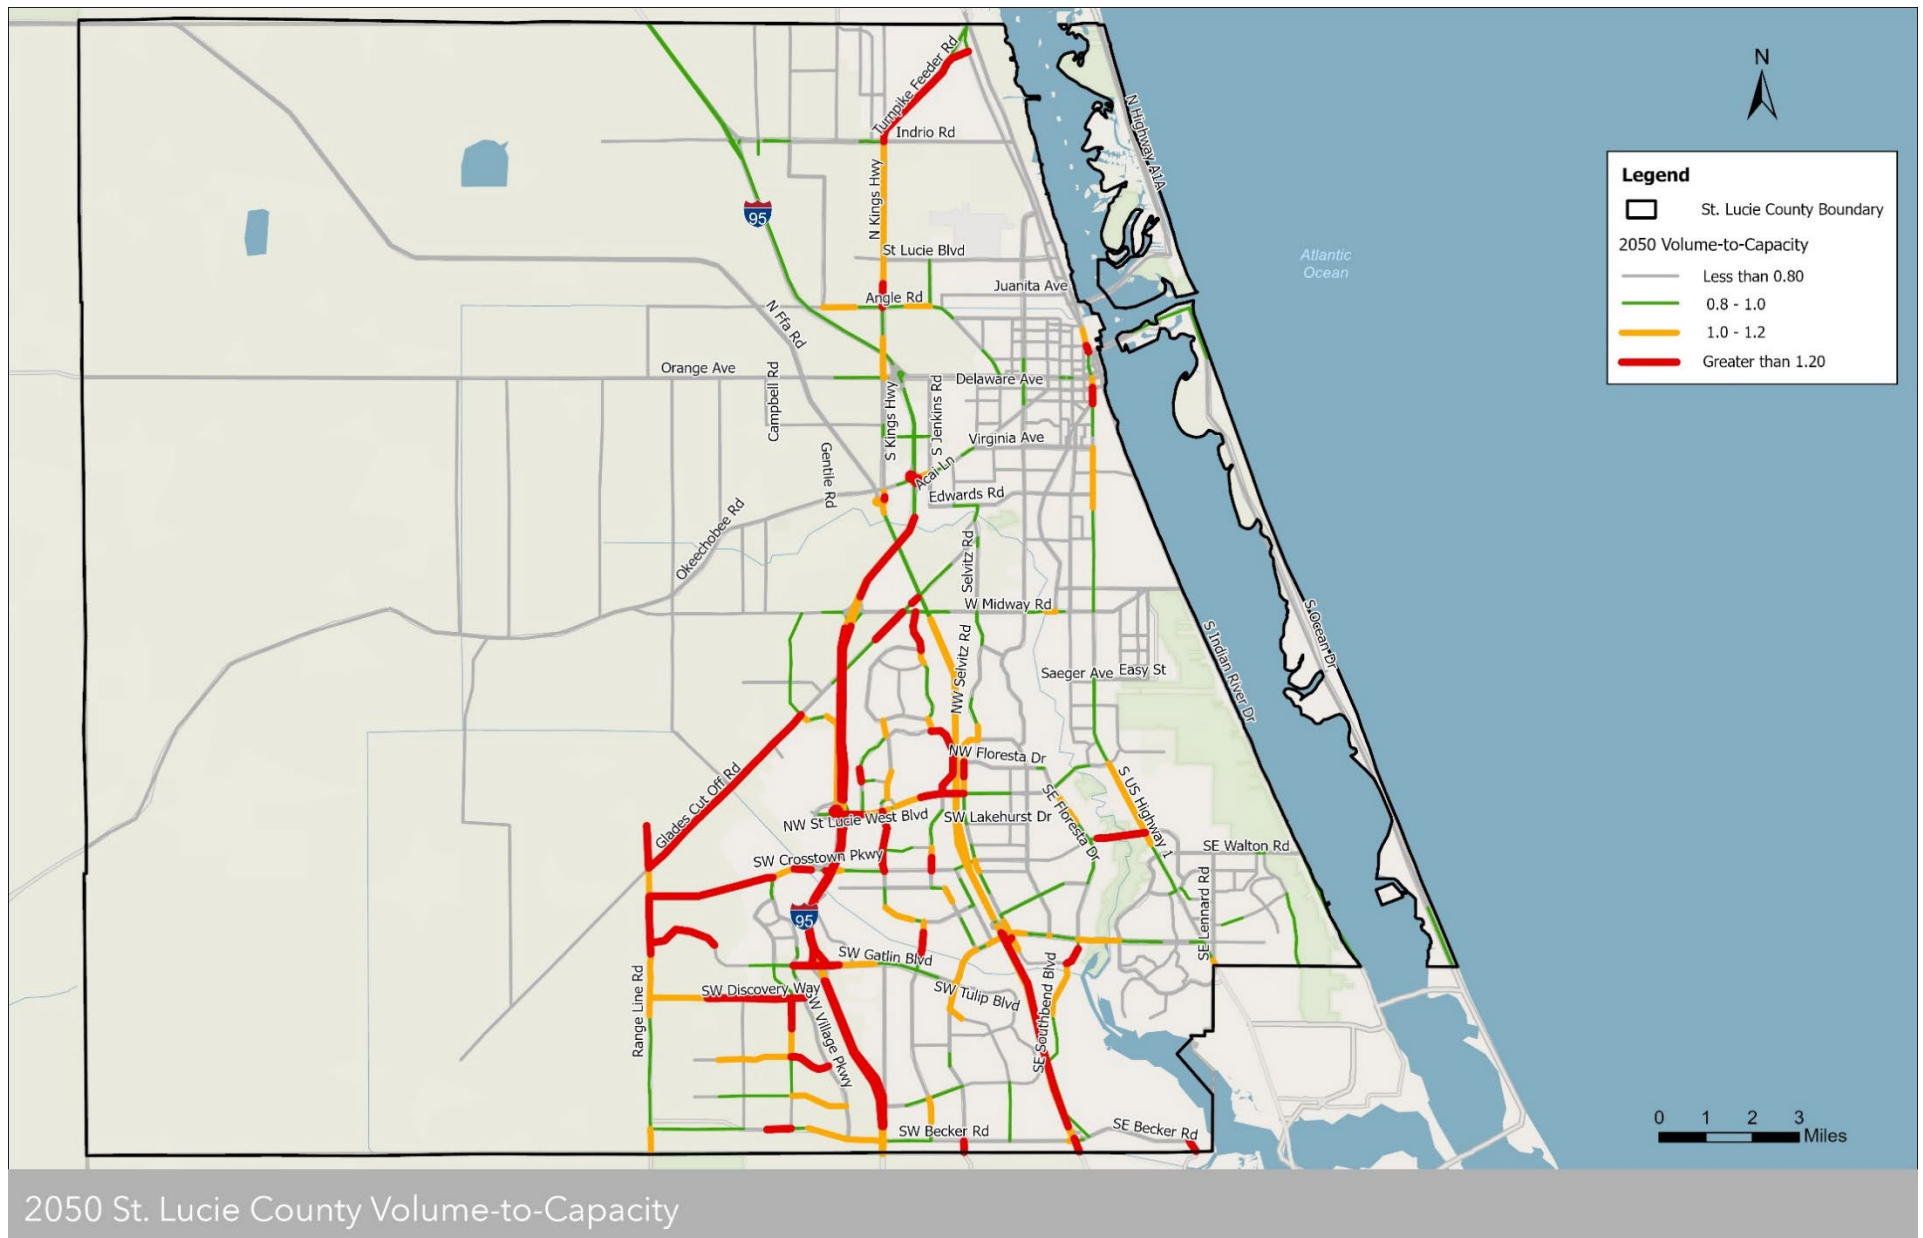 N
Turnpike Feeder Rd
Indrio Rd
N Highway A1A
N Kings Hwy
95
St Lucie Blvd
Atlantic
Ocean
Juanita Ave
Angle Rd
N Ffa Rd
Orange Ave
Delaware Ave
Campbell Rd
S Kings Hwy
S Jenkins Rd
Virginia Ave
Gentile Rd
Acai Ln
Edwards Rd
Okeechobee Rd
Selvitz Rd
W Midway Rd
S Ocean Dr
S Indian River Dr
NW Selvitz Rd
Saeger Ave
Easy St
NW Floresta Dr
Glades Cut Off Rd
S US Highway 1
SE Floresta Dr
NW St Lucie West Blvd
SW Lakehurst Dr
SE Walton Rd
SW Crosstown Pkwy
SE Lennard Rd
95
SW Gatlin Blvd
SW Discovery Way
SW Tulip Blvd
Range Line Rd
SW Village Pkwy
SE Southbend Blvd
SW Becker Rd
SE Becker Rd
Legend
St. Lucie County Boundary
2050 Volume-to-Capacity
Less than 0.80
0.8 - 1.0
1.0 - 1.2
Greater than 1.20
0 1 2 3
Miles
2050 St. Lucie County Volume-to-Capacity